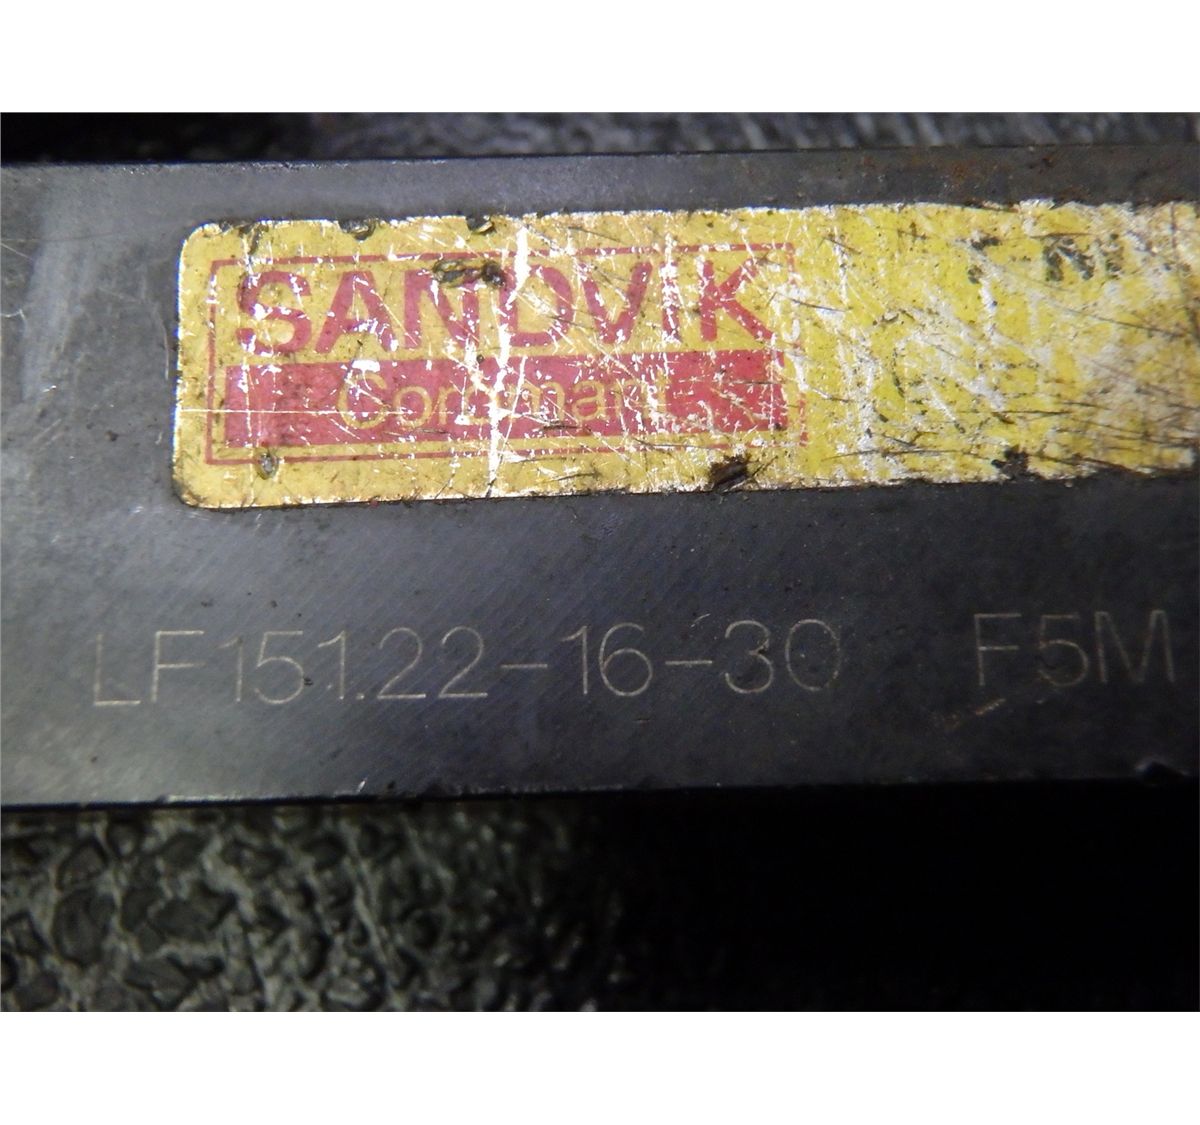 SANDVIK
Coromant
LF151.22-16-30 F5M